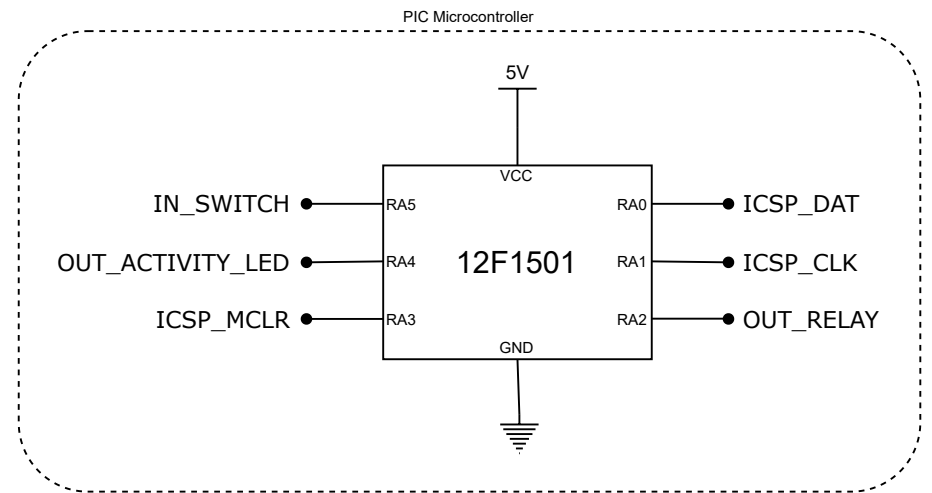 PIC Microcontroller
5V
VCC
IN_SWITCH RA5 RA0 ICSP_DAT
OUT_ACTIVITY_LED RA4 12F1501 RA1 ICSP_CLK
ICSP_MCLR RA3 RA2 OUT_RELAY
GND